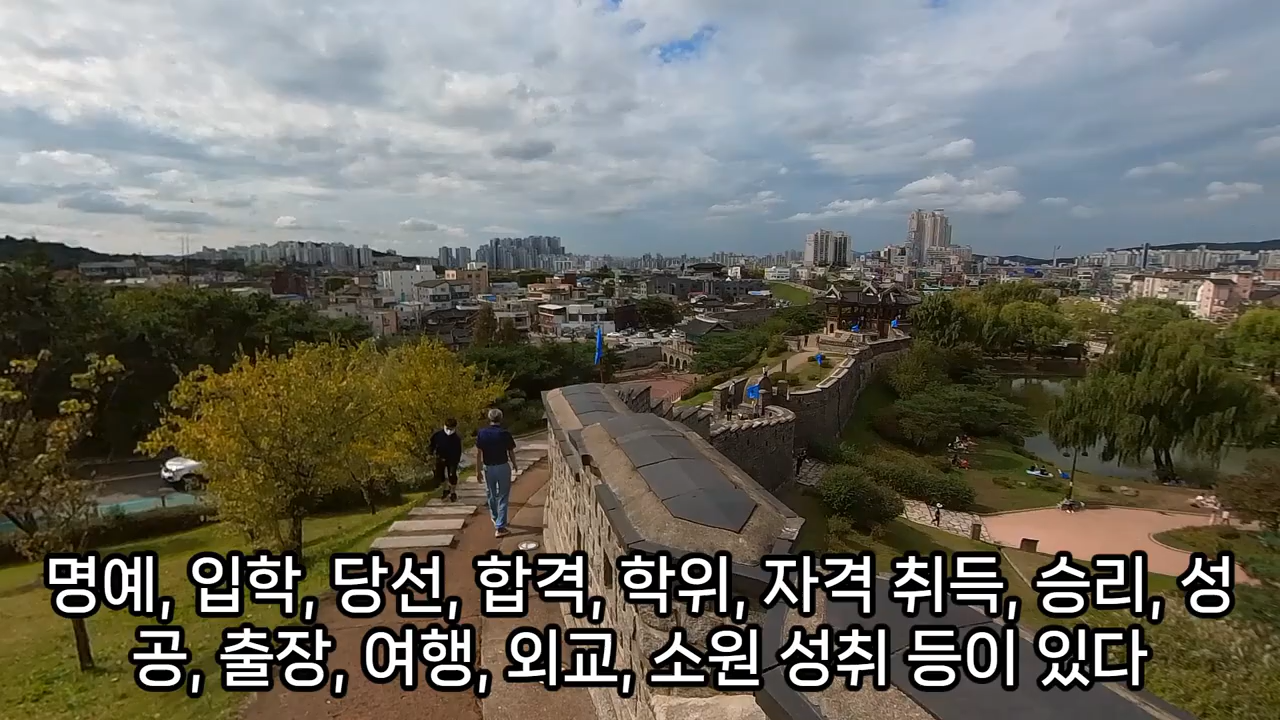 명예, 입학, 당선, 합격, 학위, 자격 취득, 승리, 성
공, 출장, 여행, 외교, 소원 성취 등이 있다